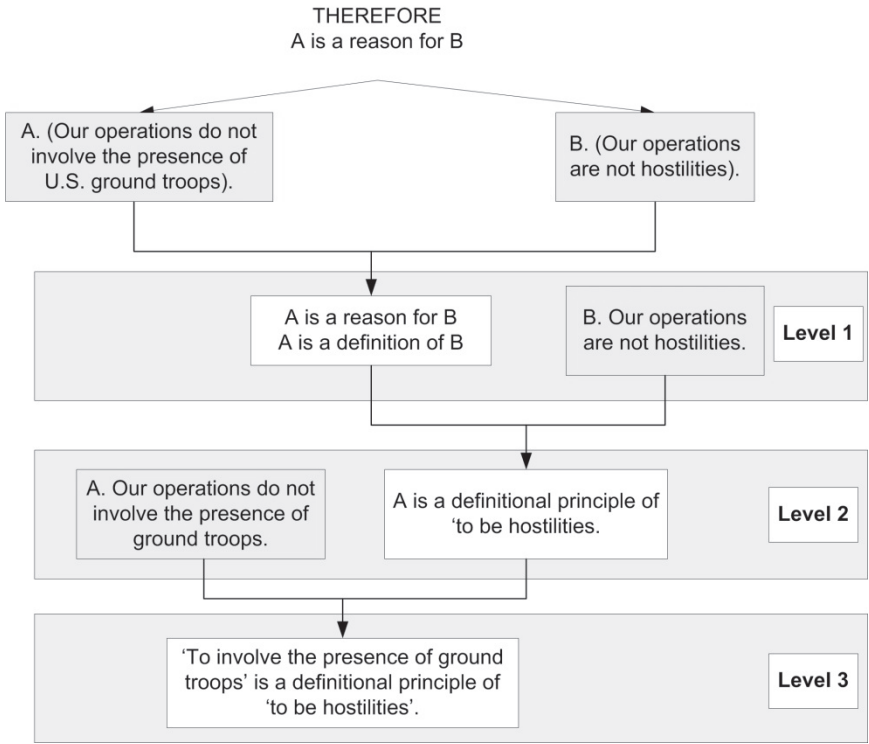 THEREFORE
A is a reason for B
A. (Our operations do not
involve the presence of
U.S. ground troops).
B. (Our operations
are not hostilities).
A is a reason for B
A is a definition of B
B. Our operations
are not hostilities.
Level 1
A. Our operations do not
involve the presence of
ground troops.
A is a definitional principle of
‘to be hostilities.
Level 2
‘To involve the presence of ground
troops’ is a definitional principle of
‘to be hostilities’.
Level 3